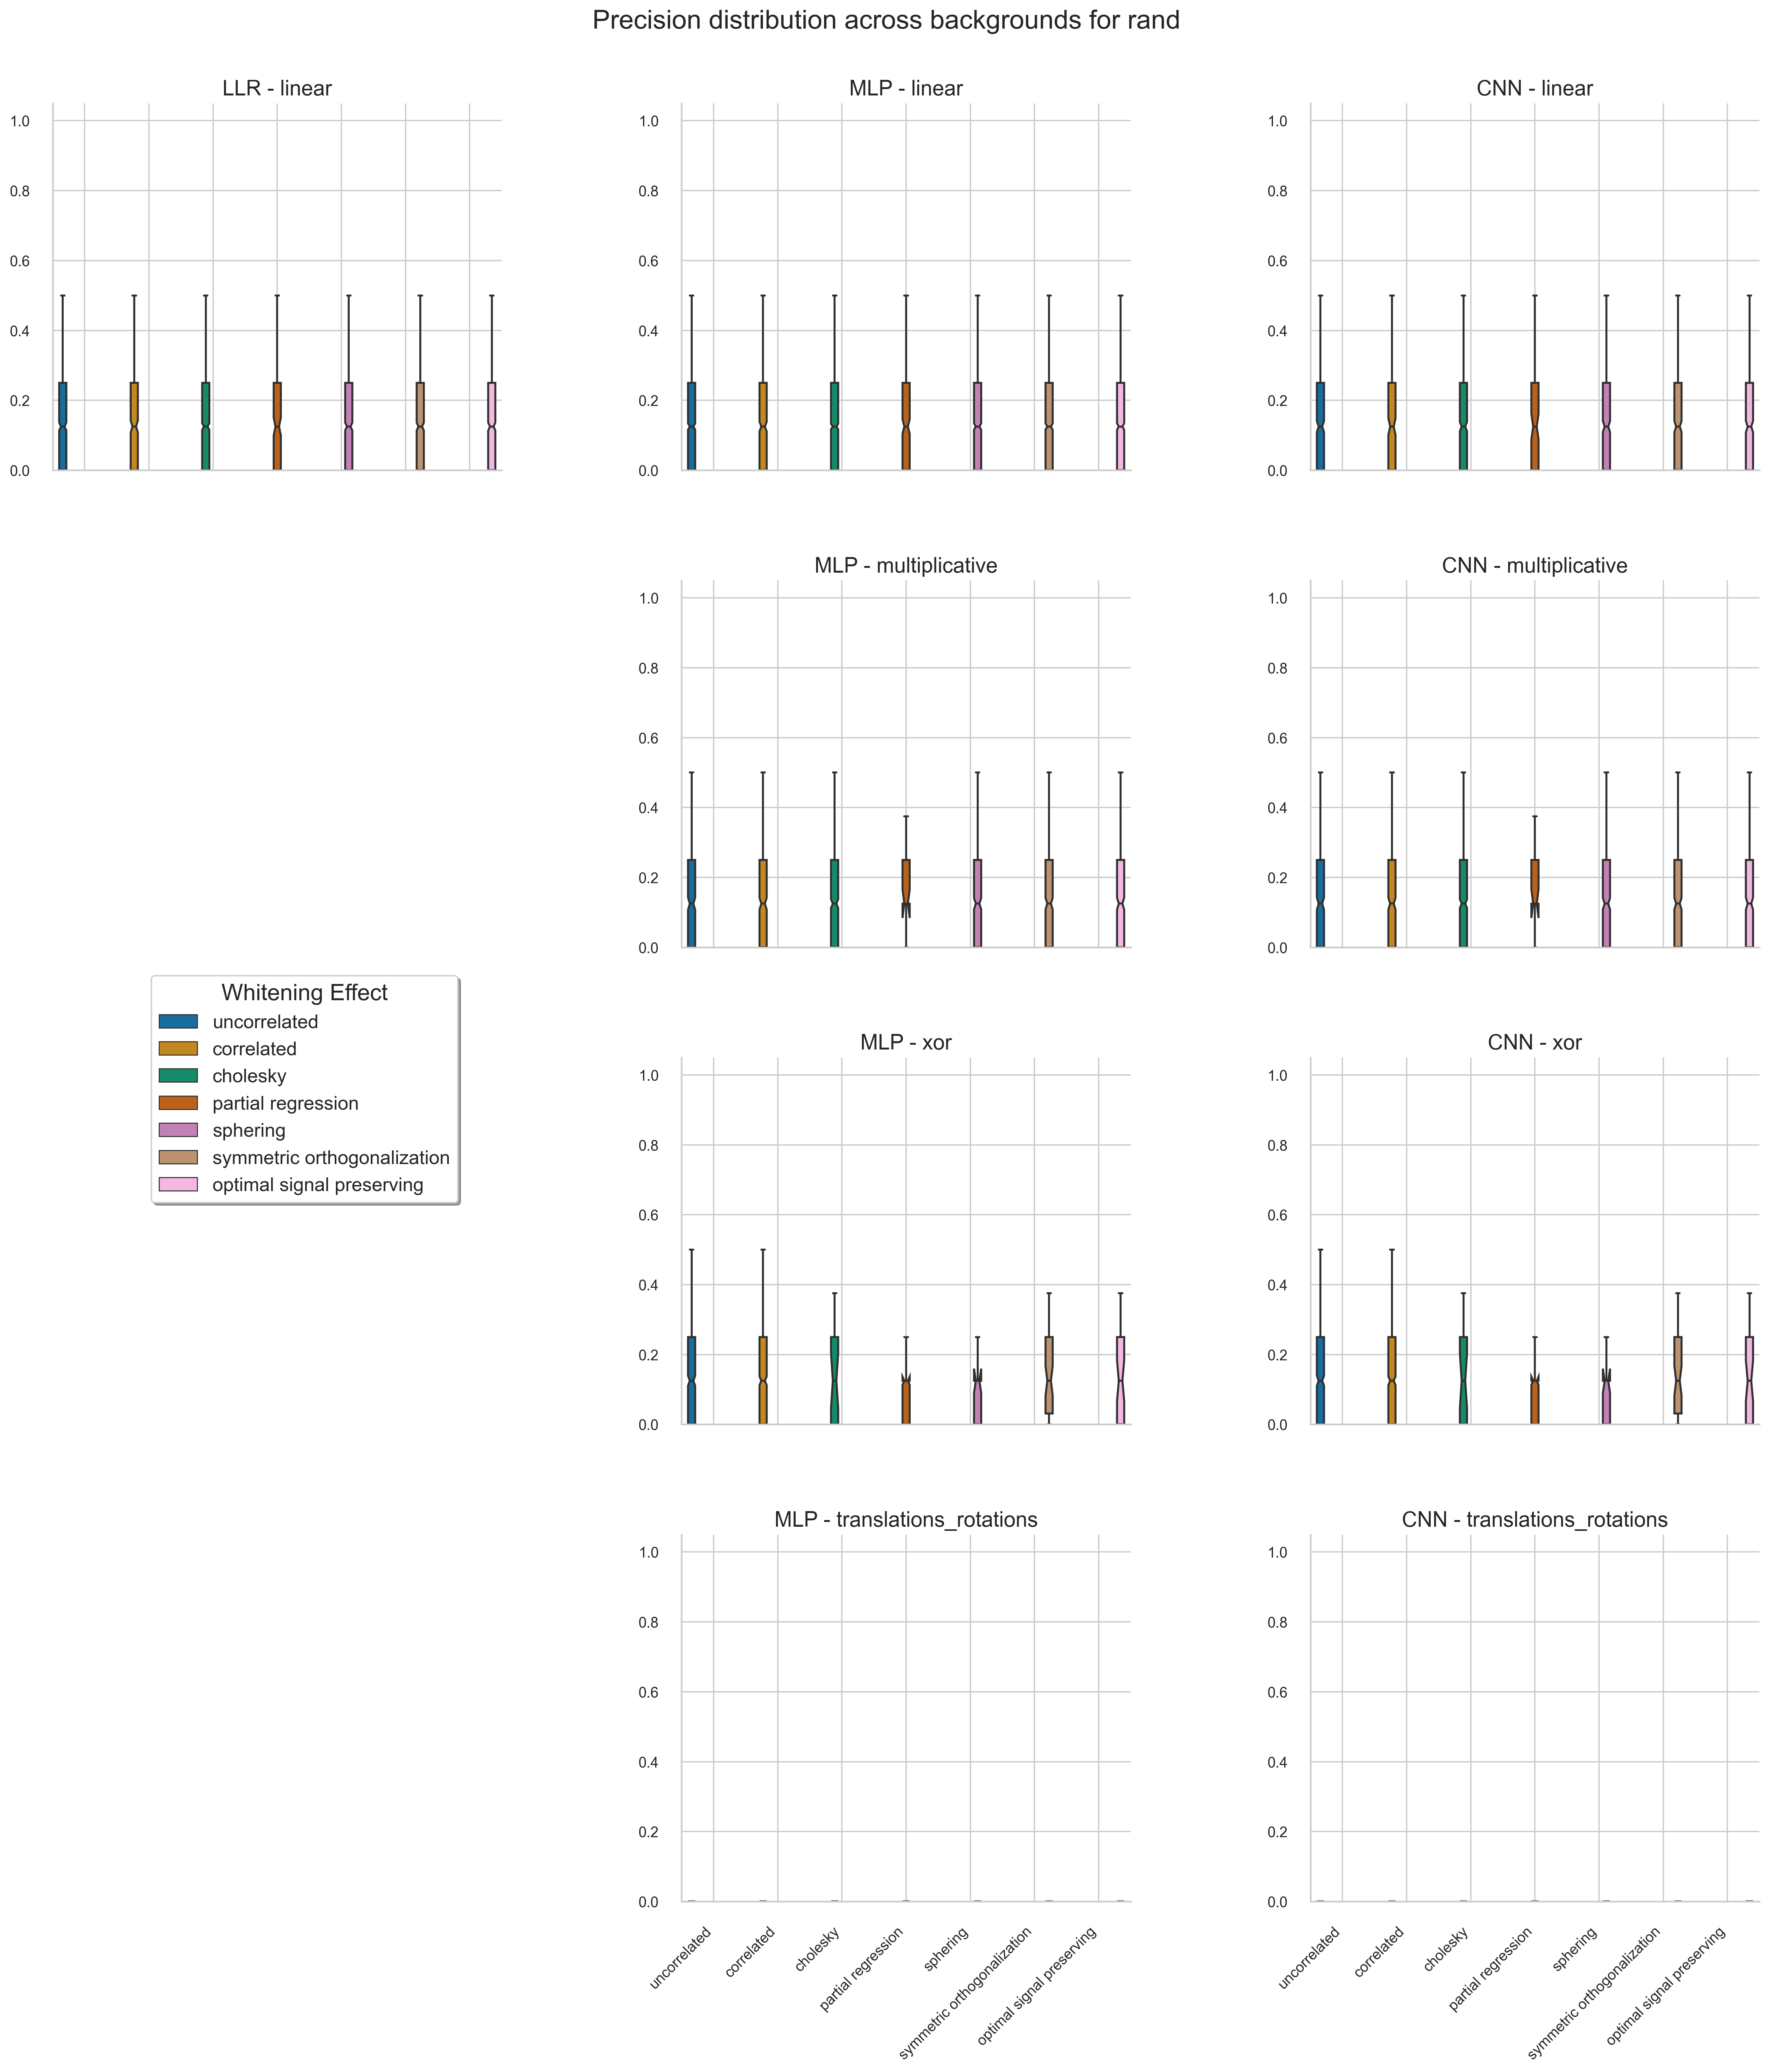 Precision distribution across backgrounds for rand
LLR - linear
MLP - linear
CNN - linear
1.0
0.8
0.6
0.4
0.2
0.0
1.0
0.8
0.6
0.4
0.2
0.0
1.0
0.8
0.6
0.4
0.2
0.0
MLP - multiplicative
CNN - multiplicative
1.0
0.8
0.6
0.4
0.2
0.0
1.0
0.8
0.6
0.4
0.2
0.0
Whitening Effect
uncorrelated
correlated
cholesky
partial regression
sphering
symmetric orthogonalization
optimal signal preserving
MLP - xor
CNN - xor
1.0
0.8
0.6
0.4
0.2
0.0
1.0
0.8
0.6
0.4
0.2
0.0
MLP - translations_rotations
CNN - translations_rotations
1.0
0.8
0.6
0.4
0.2
0.0
1.0
0.8
0.6
0.4
0.2
0.0
uncorrelated
correlated
cholesky
partial regression
sphering
symmetric orthogonalization
optimal signal preserving
uncorrelated
correlated
cholesky
partial regression
sphering
symmetric orthogonalization
optimal signal preserving